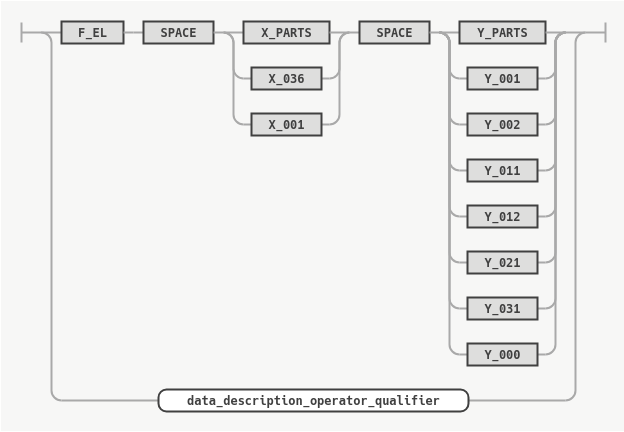 F_EL SPACE X_PARTS SPACE Y_PARTS
X_036 Y_001
X_001 Y_002
Y_011
Y_012
Y_021
Y_031
Y_000
data_description_operator_qualifier